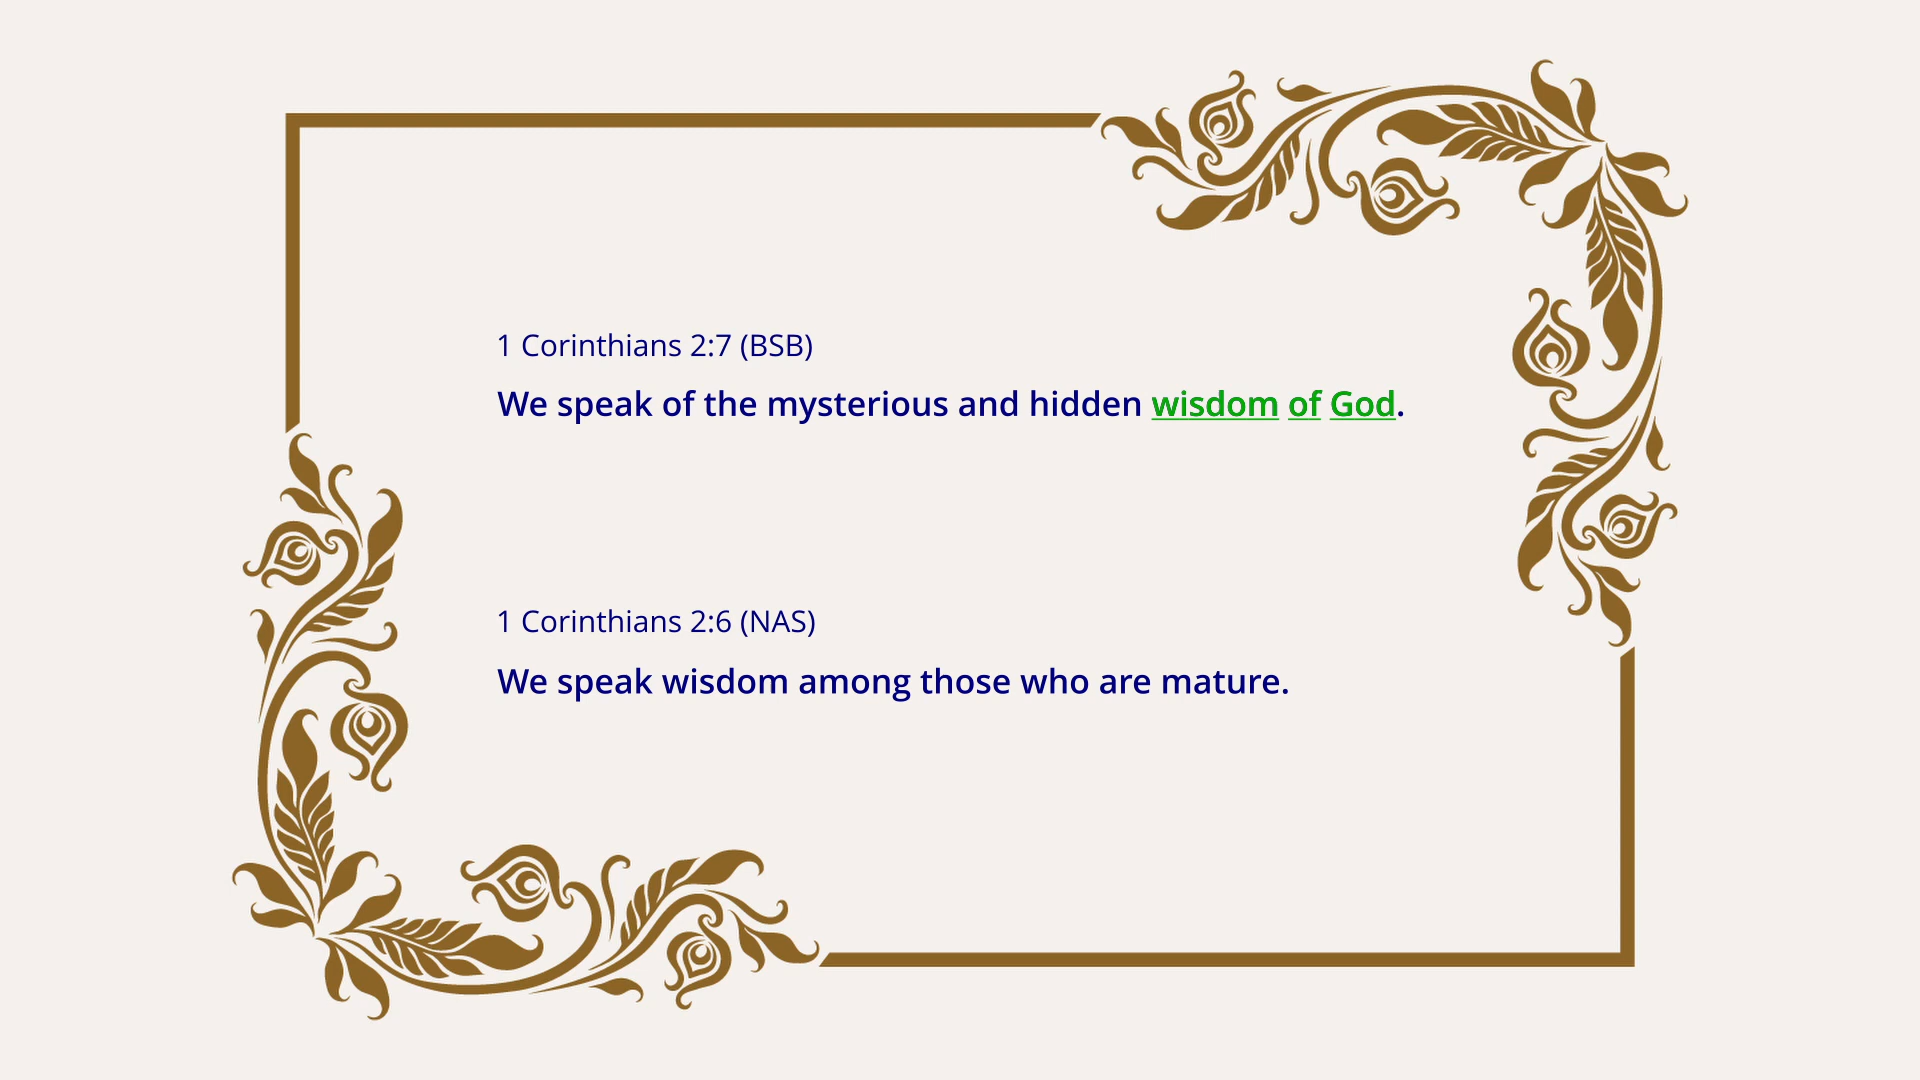 1 Corinthians 2:7 (BSB)
We speak of the mysterious and hidden wisdom of God.
1 Corinthians 2:6 (NAS)
We speak wisdom among those who are mature.